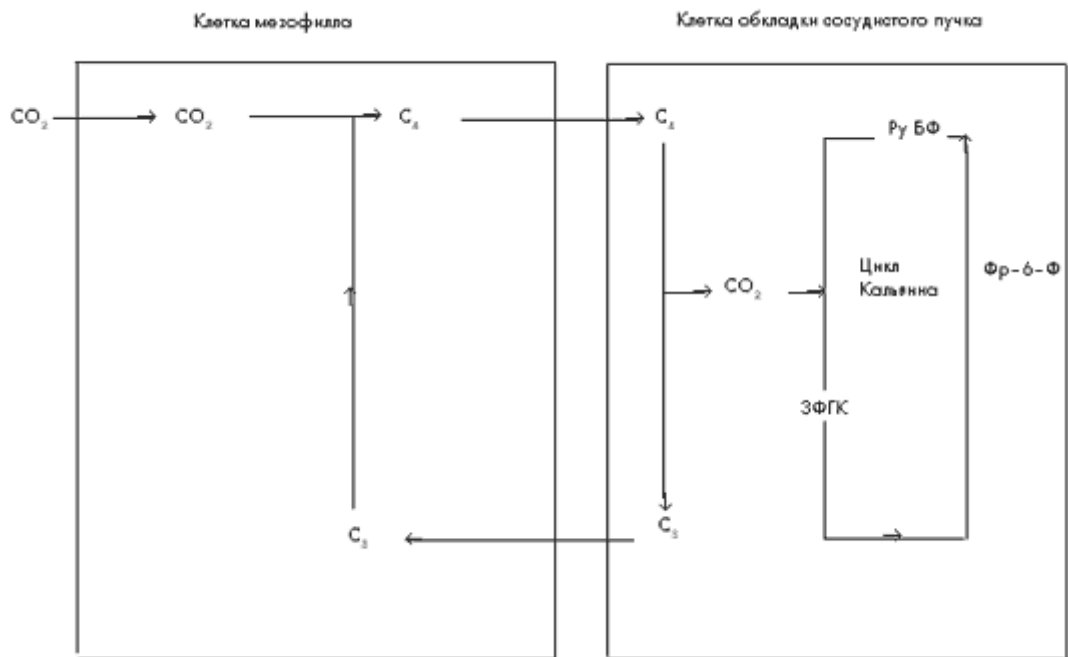 Клетка мезофилла
Клетка обкладки сосудистого пучка
CO₂
CO₂
C₄
C₄
Ру БФ
CO₂
Цикл
Кальвина
Фр-6-Ф
ЗФГК
C₃
C₃